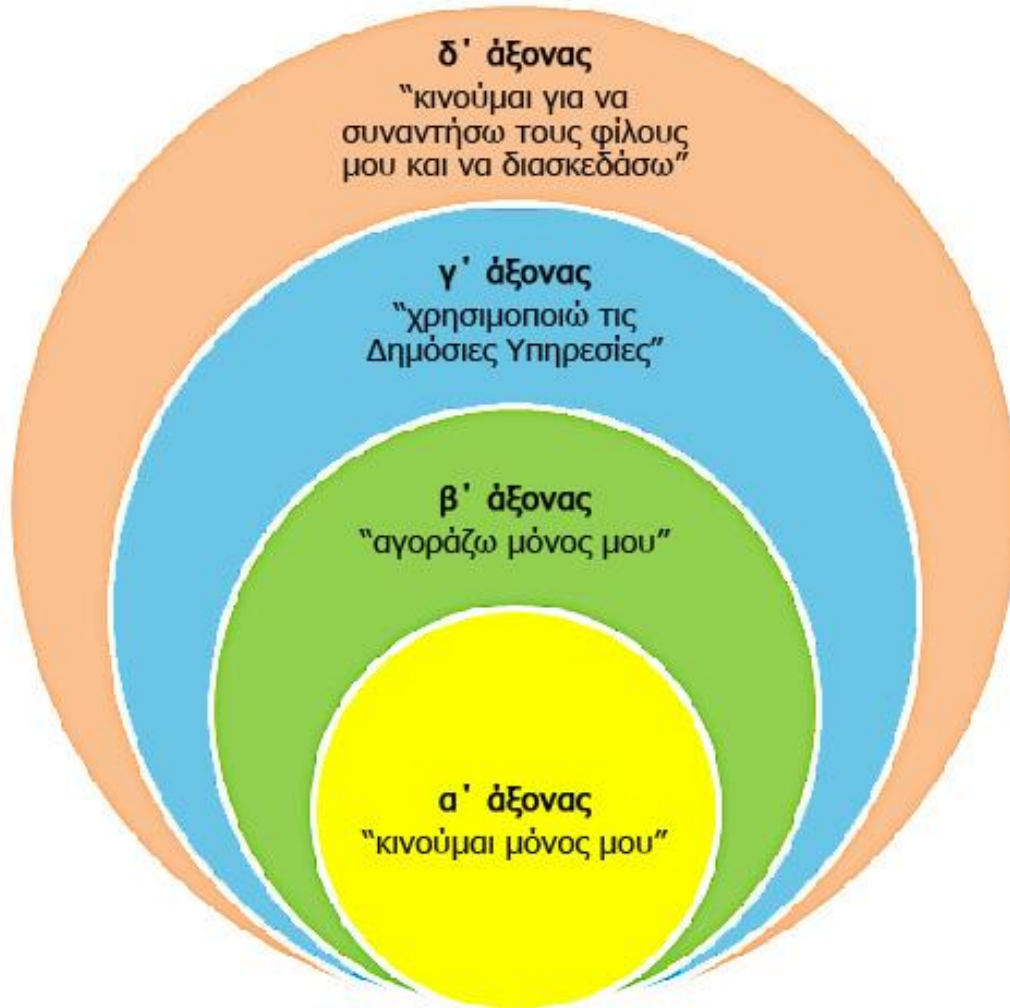 δ΄ άξονας
“κινούμαι για να
συναντήσω τους φίλους
μου και να διασκεδάσω”
γ΄ άξονας
“χρησιμοποιώ τις
Δημόσιες Υπηρεσίες”
β΄ άξονας
“αγοράζω μόνος μου”
α΄ άξονας
“κινούμαι μόνος μου”